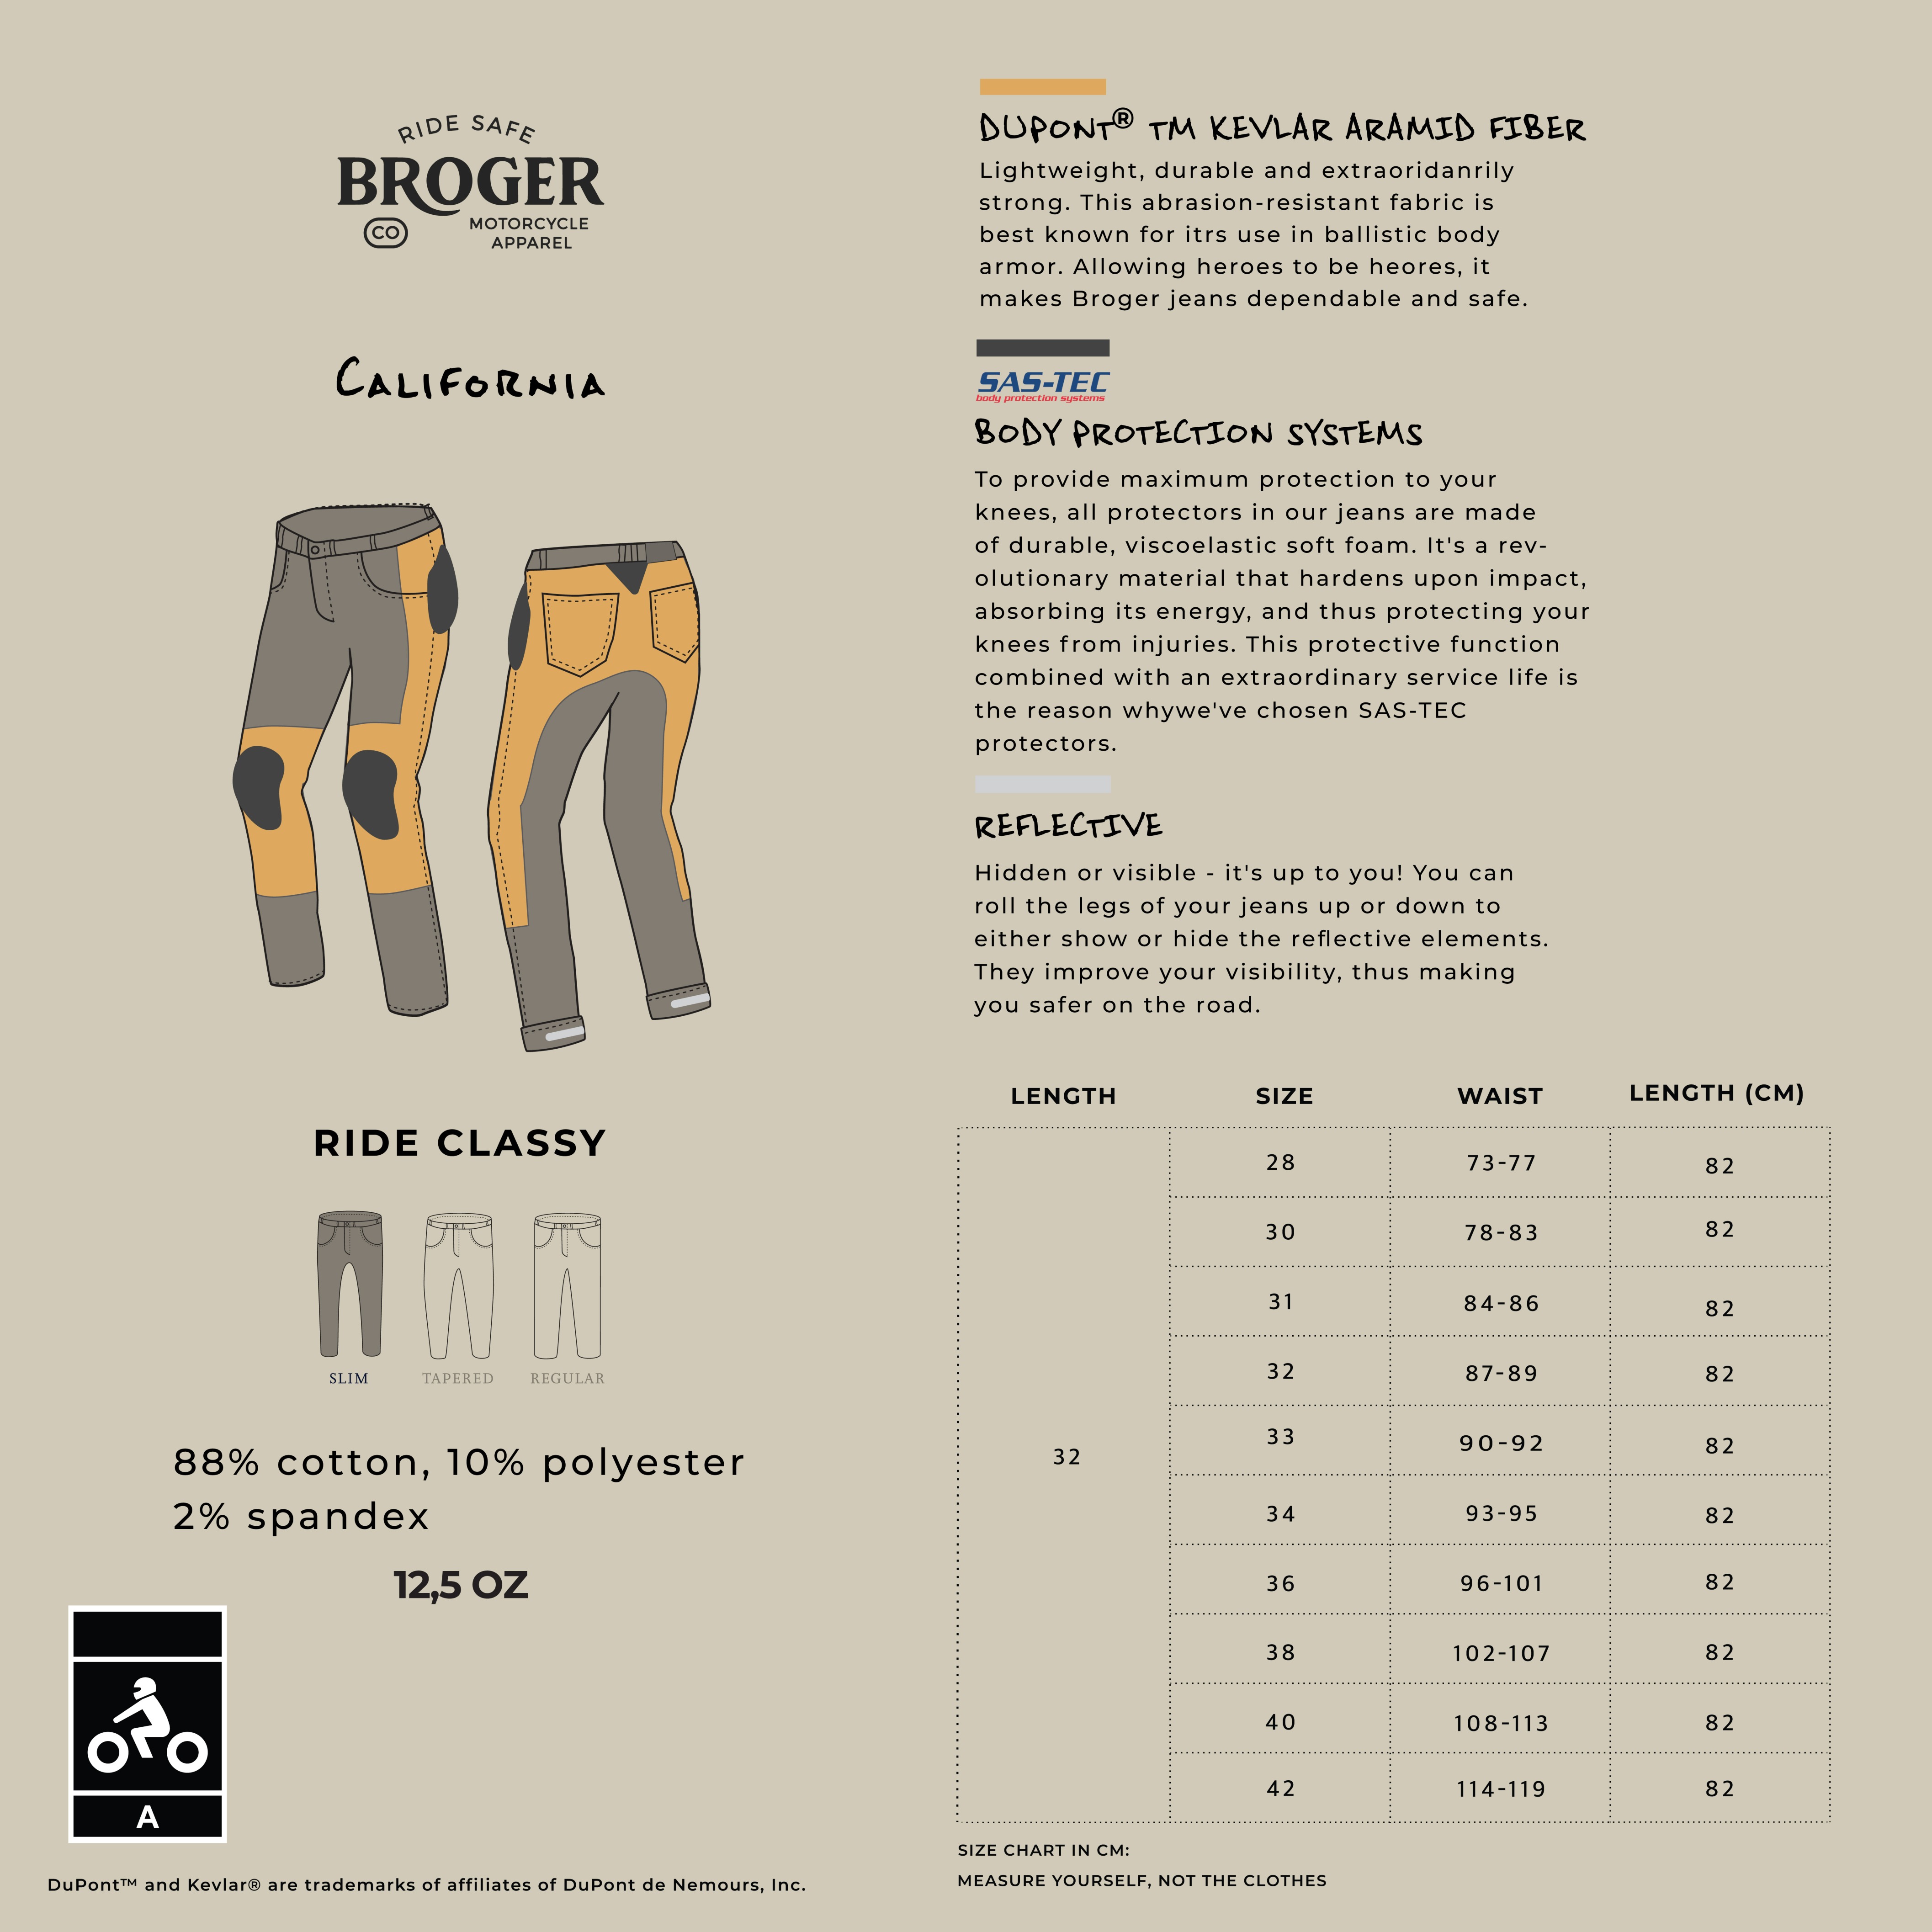 RIDE SAFE
BROGER
CO
MOTORCYCLE
APPAREL
CALIFORNIA
RIDE CLASSY
SLIM
TAPERED
REGULAR
88% cotton, 10% polyester
2% spandex
12,5 OZ
A
DuPont™ and Kevlar® are trademarks of affiliates of DuPont de Nemours, Inc.
DUPONT® TM KEVLAR ARAMID FIBER
Lightweight, durable and extraoridanrily
strong. This abrasion-resistant fabric is
best known for itrs use in ballistic body
armor. Allowing heroes to be heores, it
makes Broger jeans dependable and safe.
SAS-TEC
body protection systems
BODY PROTECTION SYSTEMS
To provide maximum protection to your
knees, all protectors in our jeans are made
of durable, viscoelastic soft foam. It's a rev-
olutionary material that hardens upon impact,
absorbing its energy, and thus protecting your
knees from injuries. This protective function
combined with an extraordinary service life is
the reason whywe've chosen SAS-TEC
protectors.
REFLECTIVE
Hidden or visible - it's up to you! You can
roll the legs of your jeans up or down to
either show or hide the reflective elements.
They improve your visibility, thus making
you safer on the road.
LENGTH SIZE WAIST LENGTH (CM)
28 73-77 82
30 78-83 82
31 84-86 82
32 87-89 82
33 90-92 82
32
34 93-95 82
36 96-101 82
38 102-107 82
40 108-113 82
42 114-119 82
SIZE CHART IN CM:
MEASURE YOURSELF, NOT THE CLOTHES